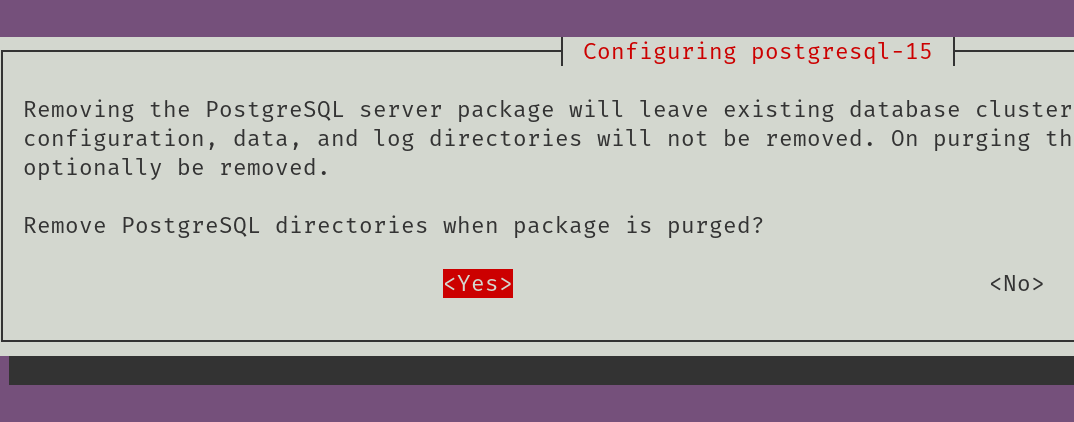 Configuring postgresql-15
Removing the PostgreSQL server package will leave existing database cluster
configuration, data, and log directories will not be removed. On purging th
optionally be removed.
Remove PostgreSQL directories when package is purged?
<Yes> <No>